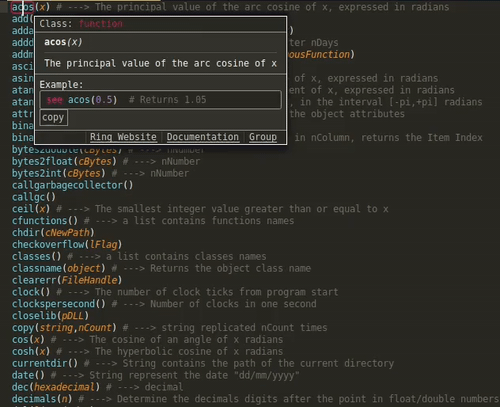 acos(x) # ---> The principal value of the arc cosine of x, expressed in radians
add(
adda )
addd ter nDays
addm ousFunction)
asci
asin of x, expressed in radians
atan ent of x, expressed in radians
atan , in the interval [-pi,+pi] radians
attr the object attributes
bina
bina in nColumn, returns the Item Index
Class: function
acos(x)
The principal value of the arc cosine of x
Example:
see acos(0.5) # Returns 1.05
copy
Ring Website | Documentation | Group
bytes2double(cBytes) # ---> nNumber
bytes2float(cBytes) # ---> nNumber
bytes2int(cBytes) # ---> nNumber
callgarbagecollector()
callgc()
ceil(x) # ---> The smallest integer value greater than or equal to x
cfunctions() # ---> a list contains functions names
chdir(cNewPath)
checkoverflow(lFlag)
classes() # ---> a list contains classes names
classname(object) # ---> Returns the object class name
clearerr(FileHandle)
clock() # ---> The number of clock ticks from program start
clockspersecond() # ---> Number of clocks in one second
closelib(pDLL)
copy(string,nCount) # ---> string replicated nCount times
cos(x) # ---> The cosine of an angle of x radians
cosh(x) # ---> The hyperbolic cosine of x radians
currentdir() # ---> String contains the path of the current directory
date() # ---> String represent the date "dd/mm/yyyy"
dec(hexadecimal) # ---> decimal
decimals(n) # ---> Determine the decimals digits after the point in float/double numbers